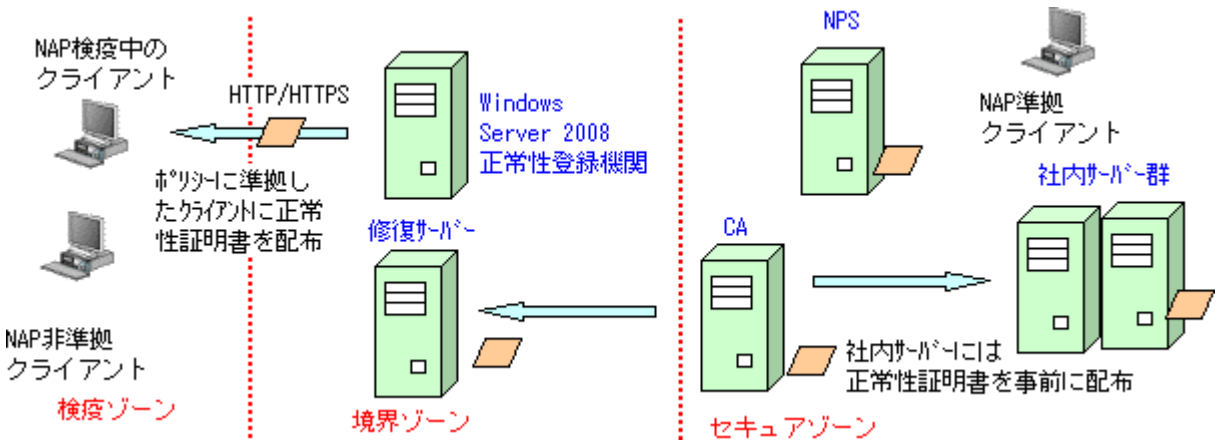 NAP検疫中の
クライアント
HTTP/HTTPS
ﾎﾟﾘｼｰに準拠し
たｸﾗｲｱﾝﾄに正常
性証明書を配布
NAP非準拠
クライアント
検疫ゾーン
Windows
Server 2008
正常性登録機関
修復ｻｰﾊﾞｰ
境界ゾーン
NPS
NAP準拠
クライアント
社内ｻｰﾊﾞｰ群
CA
社内ｻｰﾊﾞｰには
正常性証明書を事前に配布
セキュアゾーン